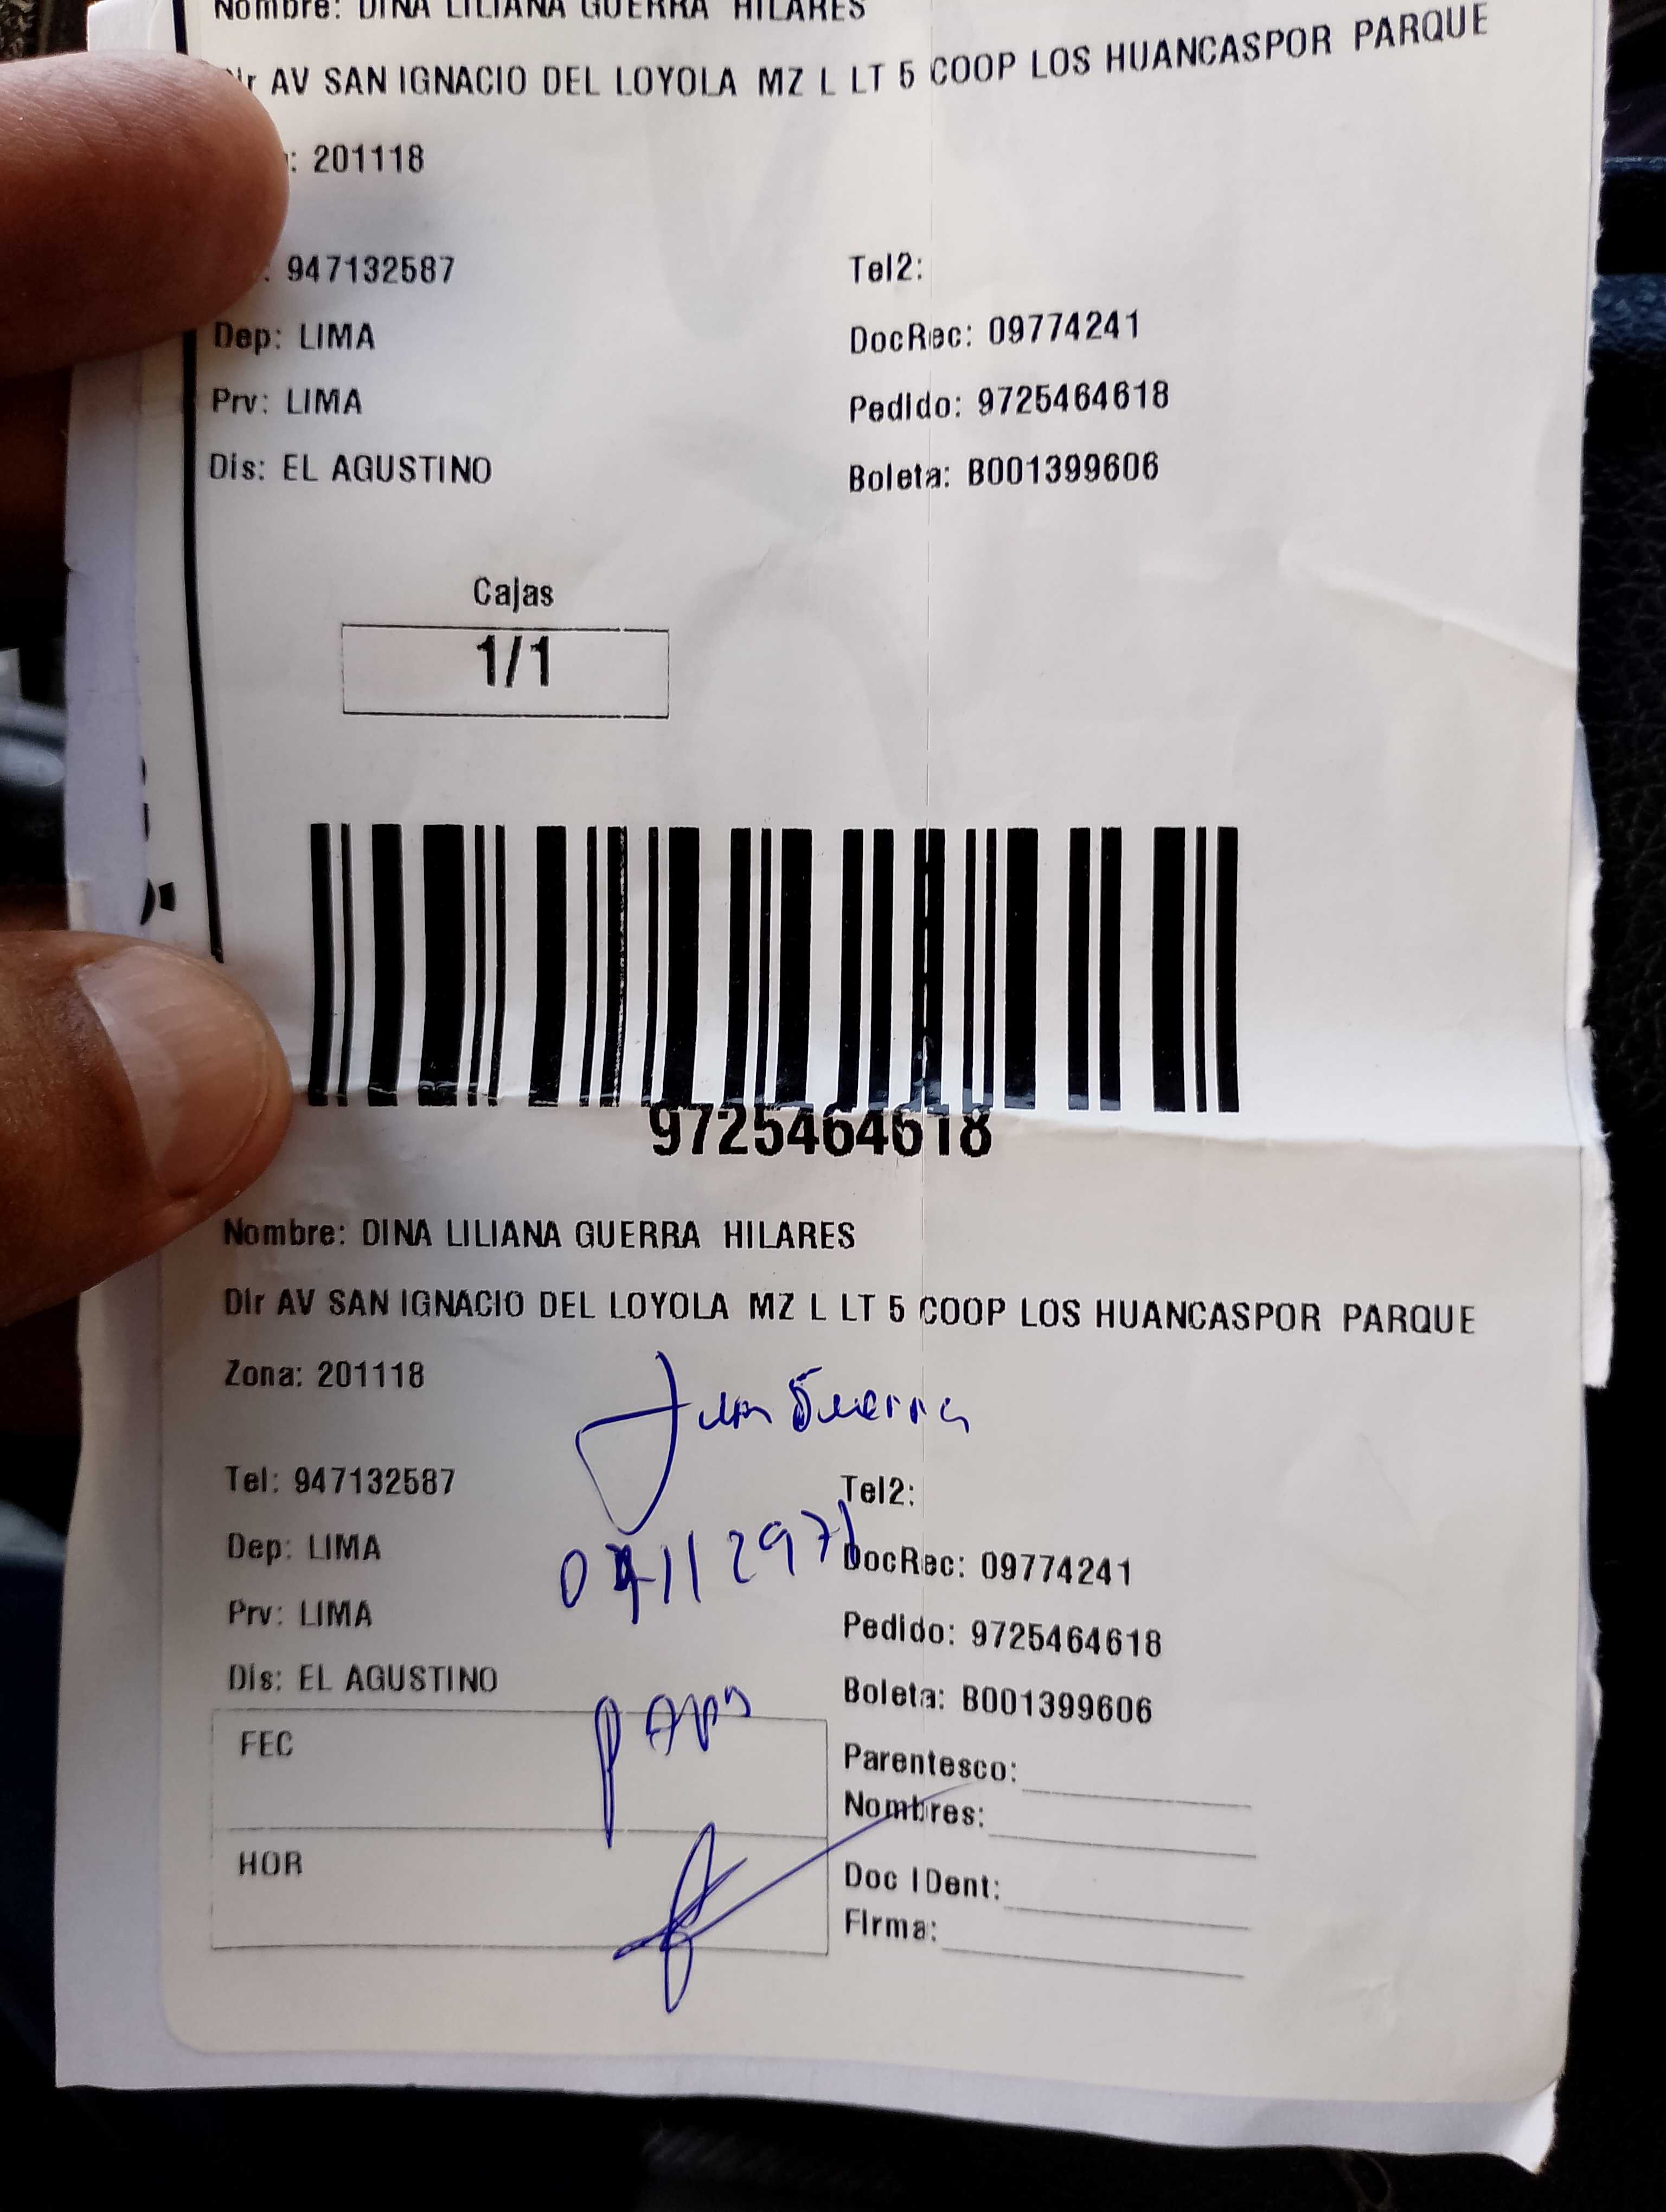 Nombre: DINA LILIANA GUERRA HILARES
Dir AV SAN IGNACIO DEL LOYOLA MZ L LT 5 COOP LOS HUANCASPOR PARQUE
: 201118
: 947132587 Tel2:
Dep: LIMA DocRec: 09774241
Prv: LIMA Pedido: 9725464618
Dis: EL AGUSTINO Boleta: B001399606
Cajas
1/1
9725464618
Nombre: DINA LILIANA GUERRA HILARES
Dir AV SAN IGNACIO DEL LOYOLA MZ L LT 5 COOP LOS HUANCASPOR PARQUE
Zona: 201118
Juan Guerra
Tel: 947132587 Tel2:
Dep: LIMA DocRec: 09774241
Prv: LIMA Pedido: 9725464618
Dis: EL AGUSTINO Boleta: B001399606
FEC
Parentesco:
Nombres:
HOR
Doc IDent:
Firma: